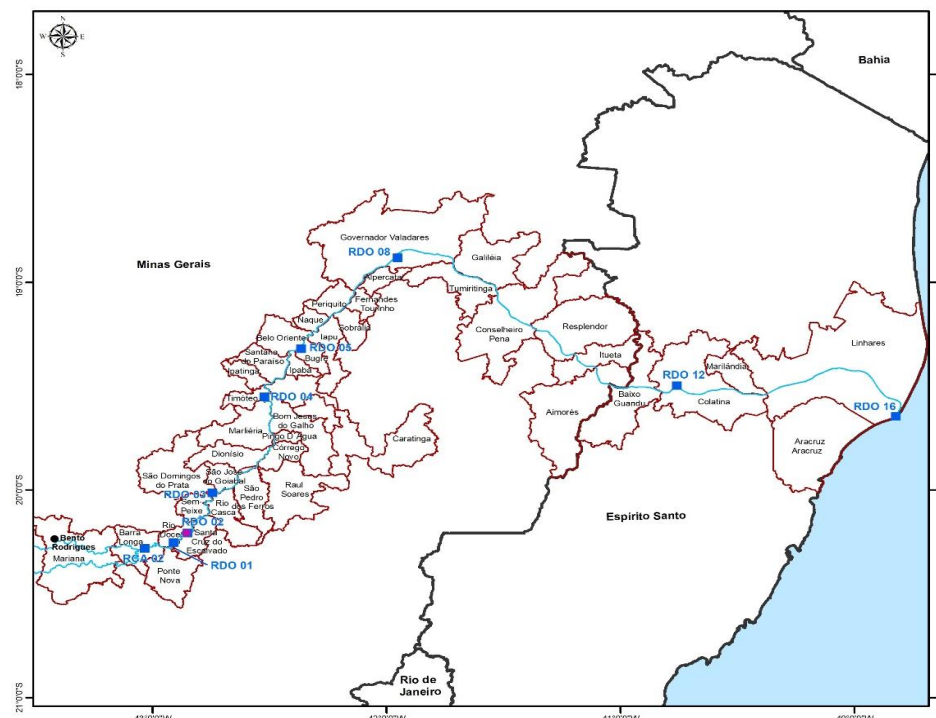 N
W E
S
Bahia
18°0'0"S
Governador Valadares
RDO 08
Galiléia
Minas Gerais
Alpercata
19°0'0"S
Tumiritinga
Periquito
Fernandes
Tourinho
Naque
Sobrália
Conselheiro
Pena
Resplendor
Belo Oriente
Iapu
Linhares
RDO 05
Bugre
Santana
do Paraíso
Itueta
Marilândia
Ipatinga
Ipaba
RDO 12
Timóteo
RDO 04
Baixo
Guandu
Colatina
RDO 16
Aimorés
Bom Jesus
do Galho
Marliéria
Pingo D'Água
Caratinga
Aracruz
Aracruz
Córrego
Novo
Dionísio
São José
do Goiabal
São Domingos
do Prata
Raul
Soares
São
Pedro
dos Ferros
20°0'0"S
RDO 03
Sem-
Peixe
Rio
Casca
Espírito Santo
RDO 02
Rio
Doce
Santa
Cruz do
Escalvado
Barra
Longa
Bento
Rodrigues
Mariana
RCA 02
RDO 01
Ponte
Nova
Rio de
Janeiro
21°0'0"S